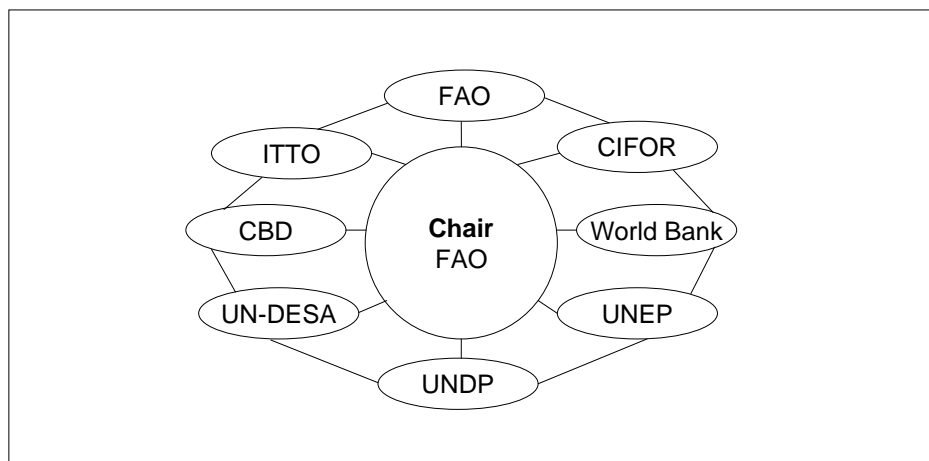 FAO
ITTO
CIFOR
Chair
FAO
CBD
World Bank
UN-DESA
UNEP
UNDP